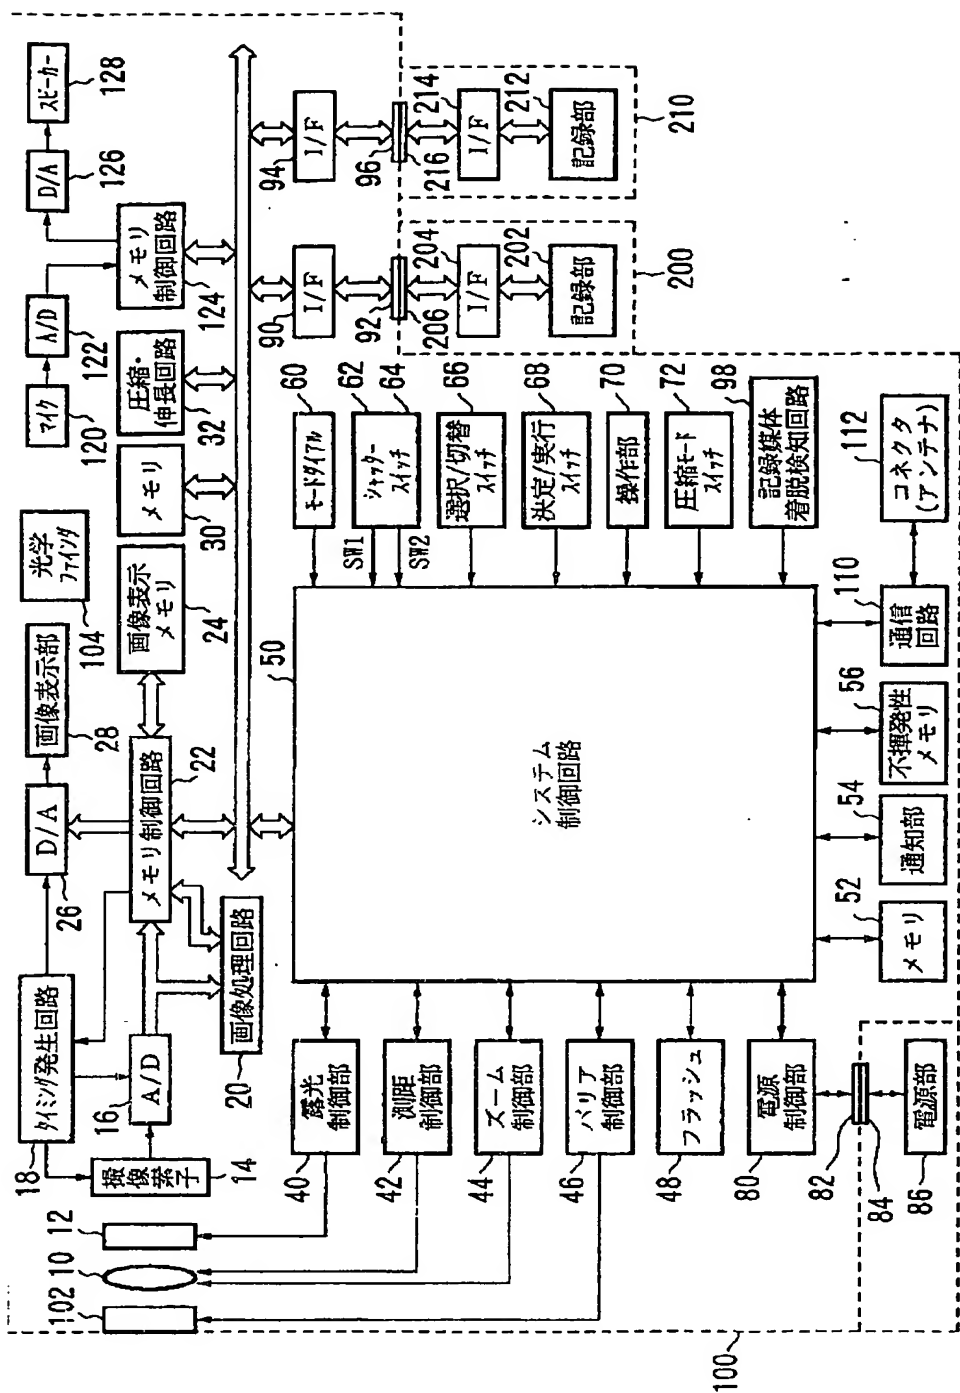 102
10
12
18
タイミング発生回路
撮像素子
14
16
A/D
26
D/A
28
画像表示部
104
光学
ファインダ
メモリ制御回路
22
画像表示
メモリ
24
20
画像処理回路
30
メモリ
32
圧縮・
伸長回路
120
マイク
122
A/D
124
メモリ
制御回路
126
D/A
128
スピーカー
40
露光
制御部
42
測距
制御部
44
ズーム
制御部
46
バリア
制御部
48
フラッシュ
80
電源
制御部
82
84
86
電源部
50
システム
制御回路
52
メモリ
54
通知部
56
不揮発性
メモリ
110
通信
回路
112
コネクタ
(アンテナ)
60
モードダイアル
62
64
シャッター
スイッチ
SW1
SW2
66
選択/切替
スイッチ
68
決定/実行
スイッチ
70
操作部
72
圧縮モード
スイッチ
98
記録媒体
着脱検知回路
90
I/F
92
206
204
I/F
202
記録部
200
94
I/F
96
216
214
I/F
212
記録部
210
100